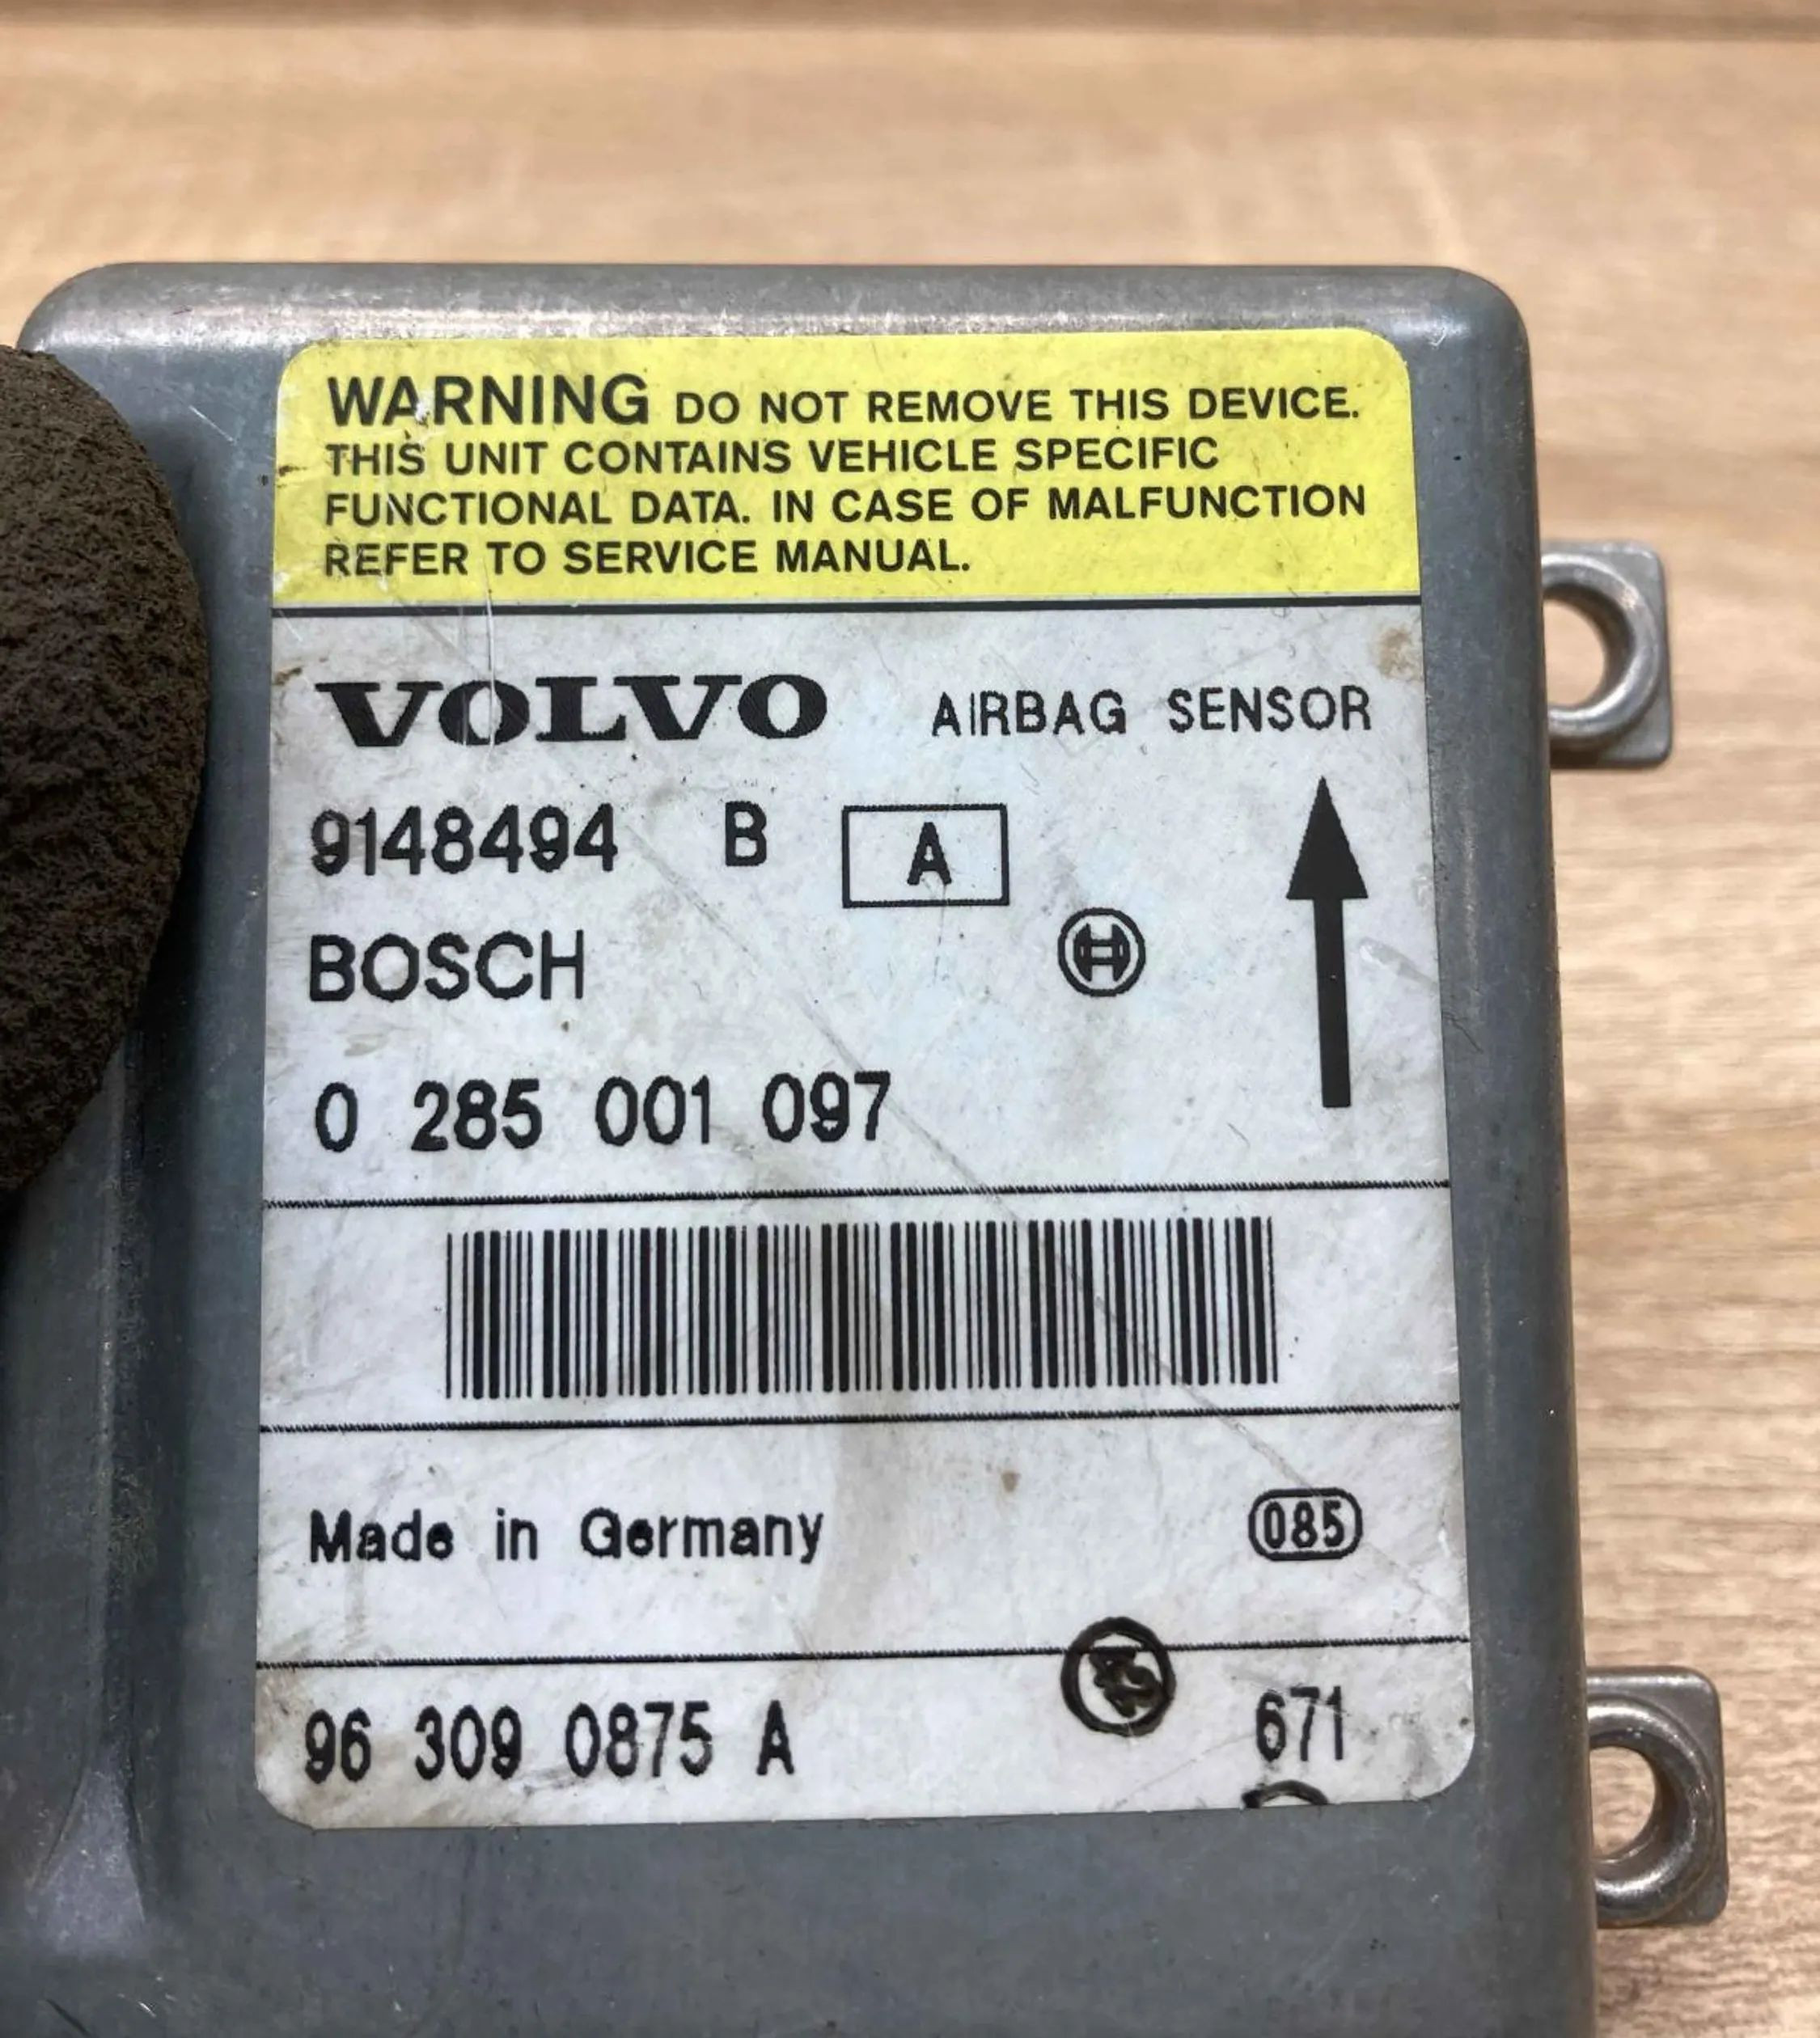 WARNING DO NOT REMOVE THIS DEVICE.
THIS UNIT CONTAINS VEHICLE SPECIFIC
FUNCTIONAL DATA. IN CASE OF MALFUNCTION
REFER TO SERVICE MANUAL.
VOLVO AIRBAG SENSOR
9148494 B A
BOSCH
0 285 001 097
Made in Germany 085
96 309 0875 A 671